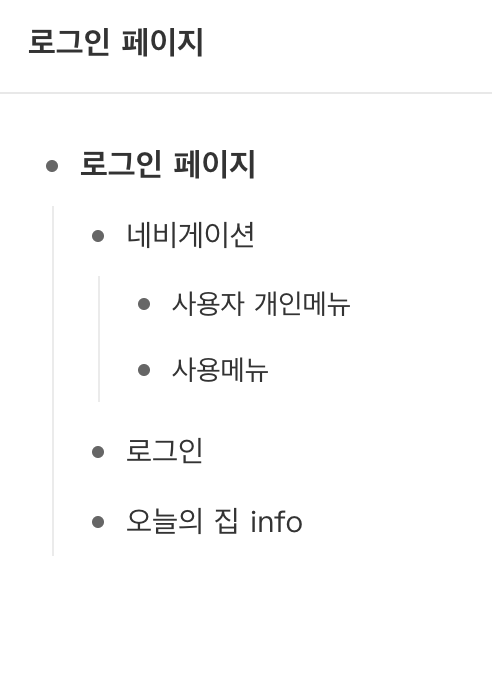 로그인 페이지
로그인 페이지
네비게이션
사용자 개인메뉴
사용메뉴
로그인
오늘의 집 info